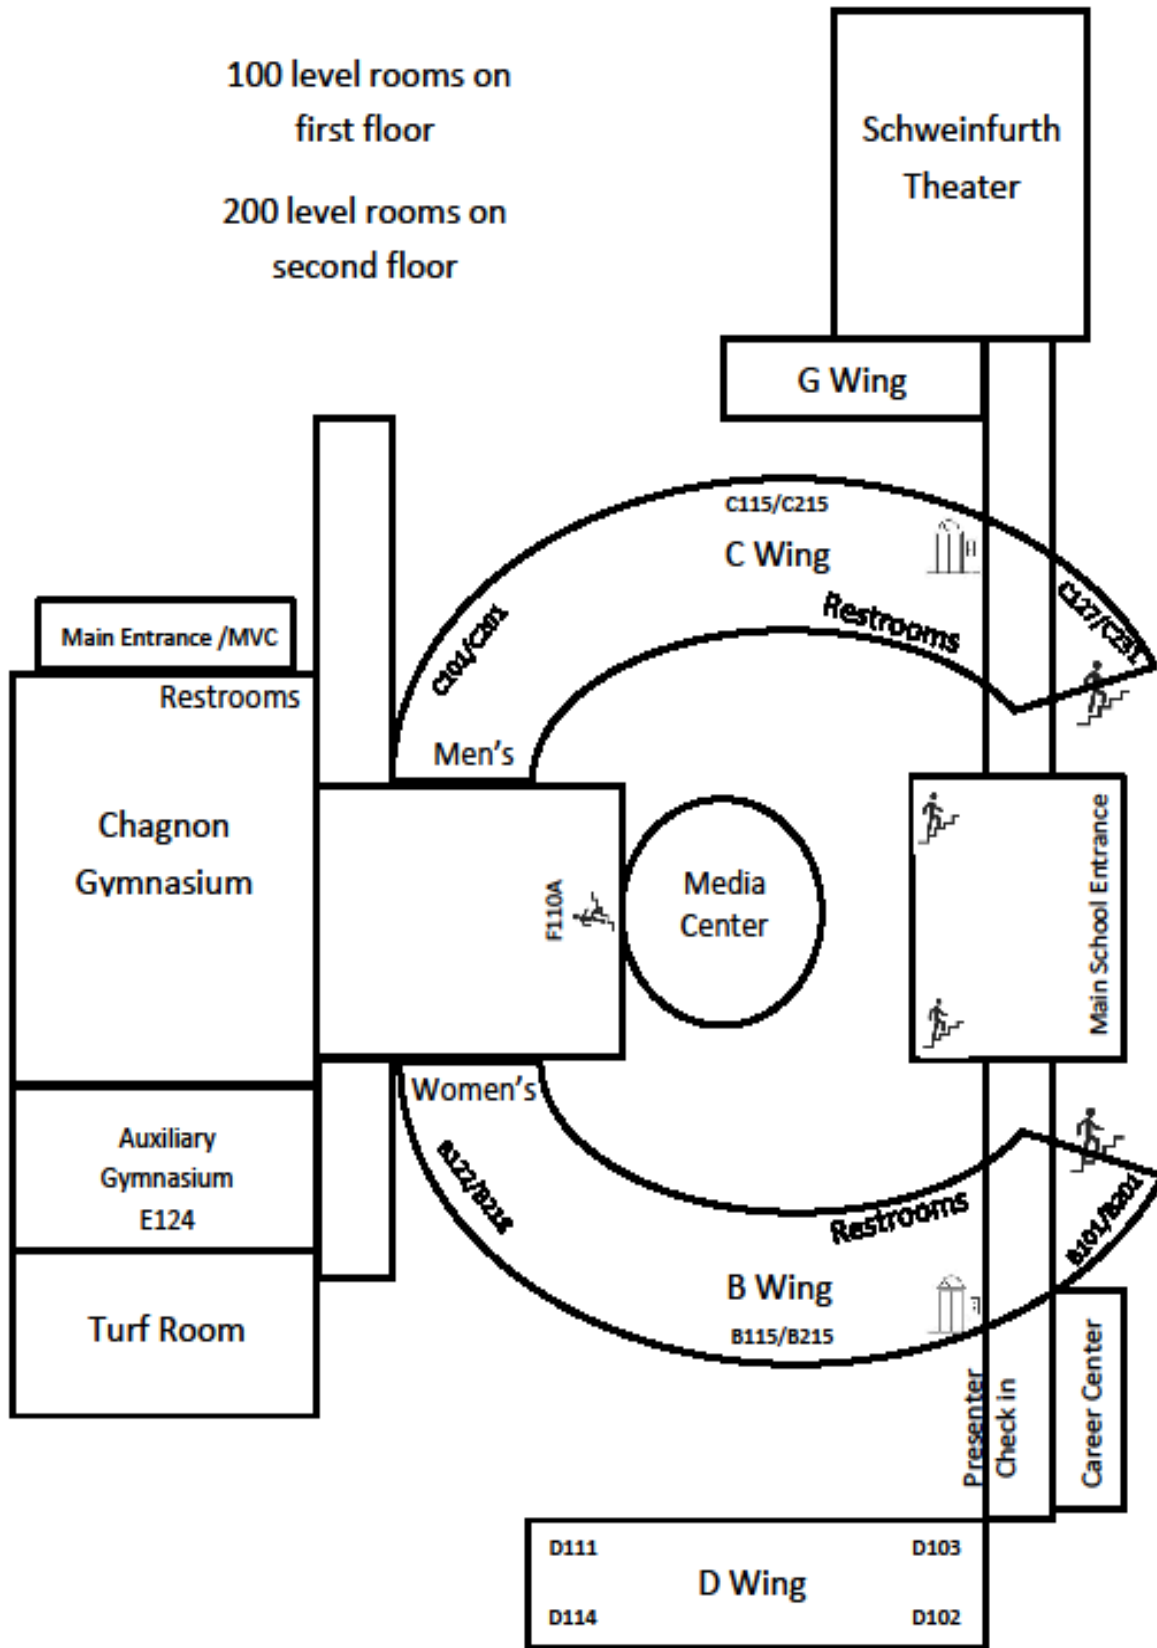 100 level rooms on
first floor
200 level rooms on
second floor
Schweinfurth
Theater
G Wing
C115/C215
C Wing
Restrooms
C127/C231
C101/C201
Main Entrance /MVC
Restrooms
Men's
Chagnon
Gymnasium
F110A
Media
Center
Main School Entrance
Women's
Auxiliary
Gymnasium
E124
B122/B218
Restrooms
B101/B201
B Wing
B115/B215
Turf Room
Presenter
Check in
Career Center
D111
D103
D Wing
D114
D102